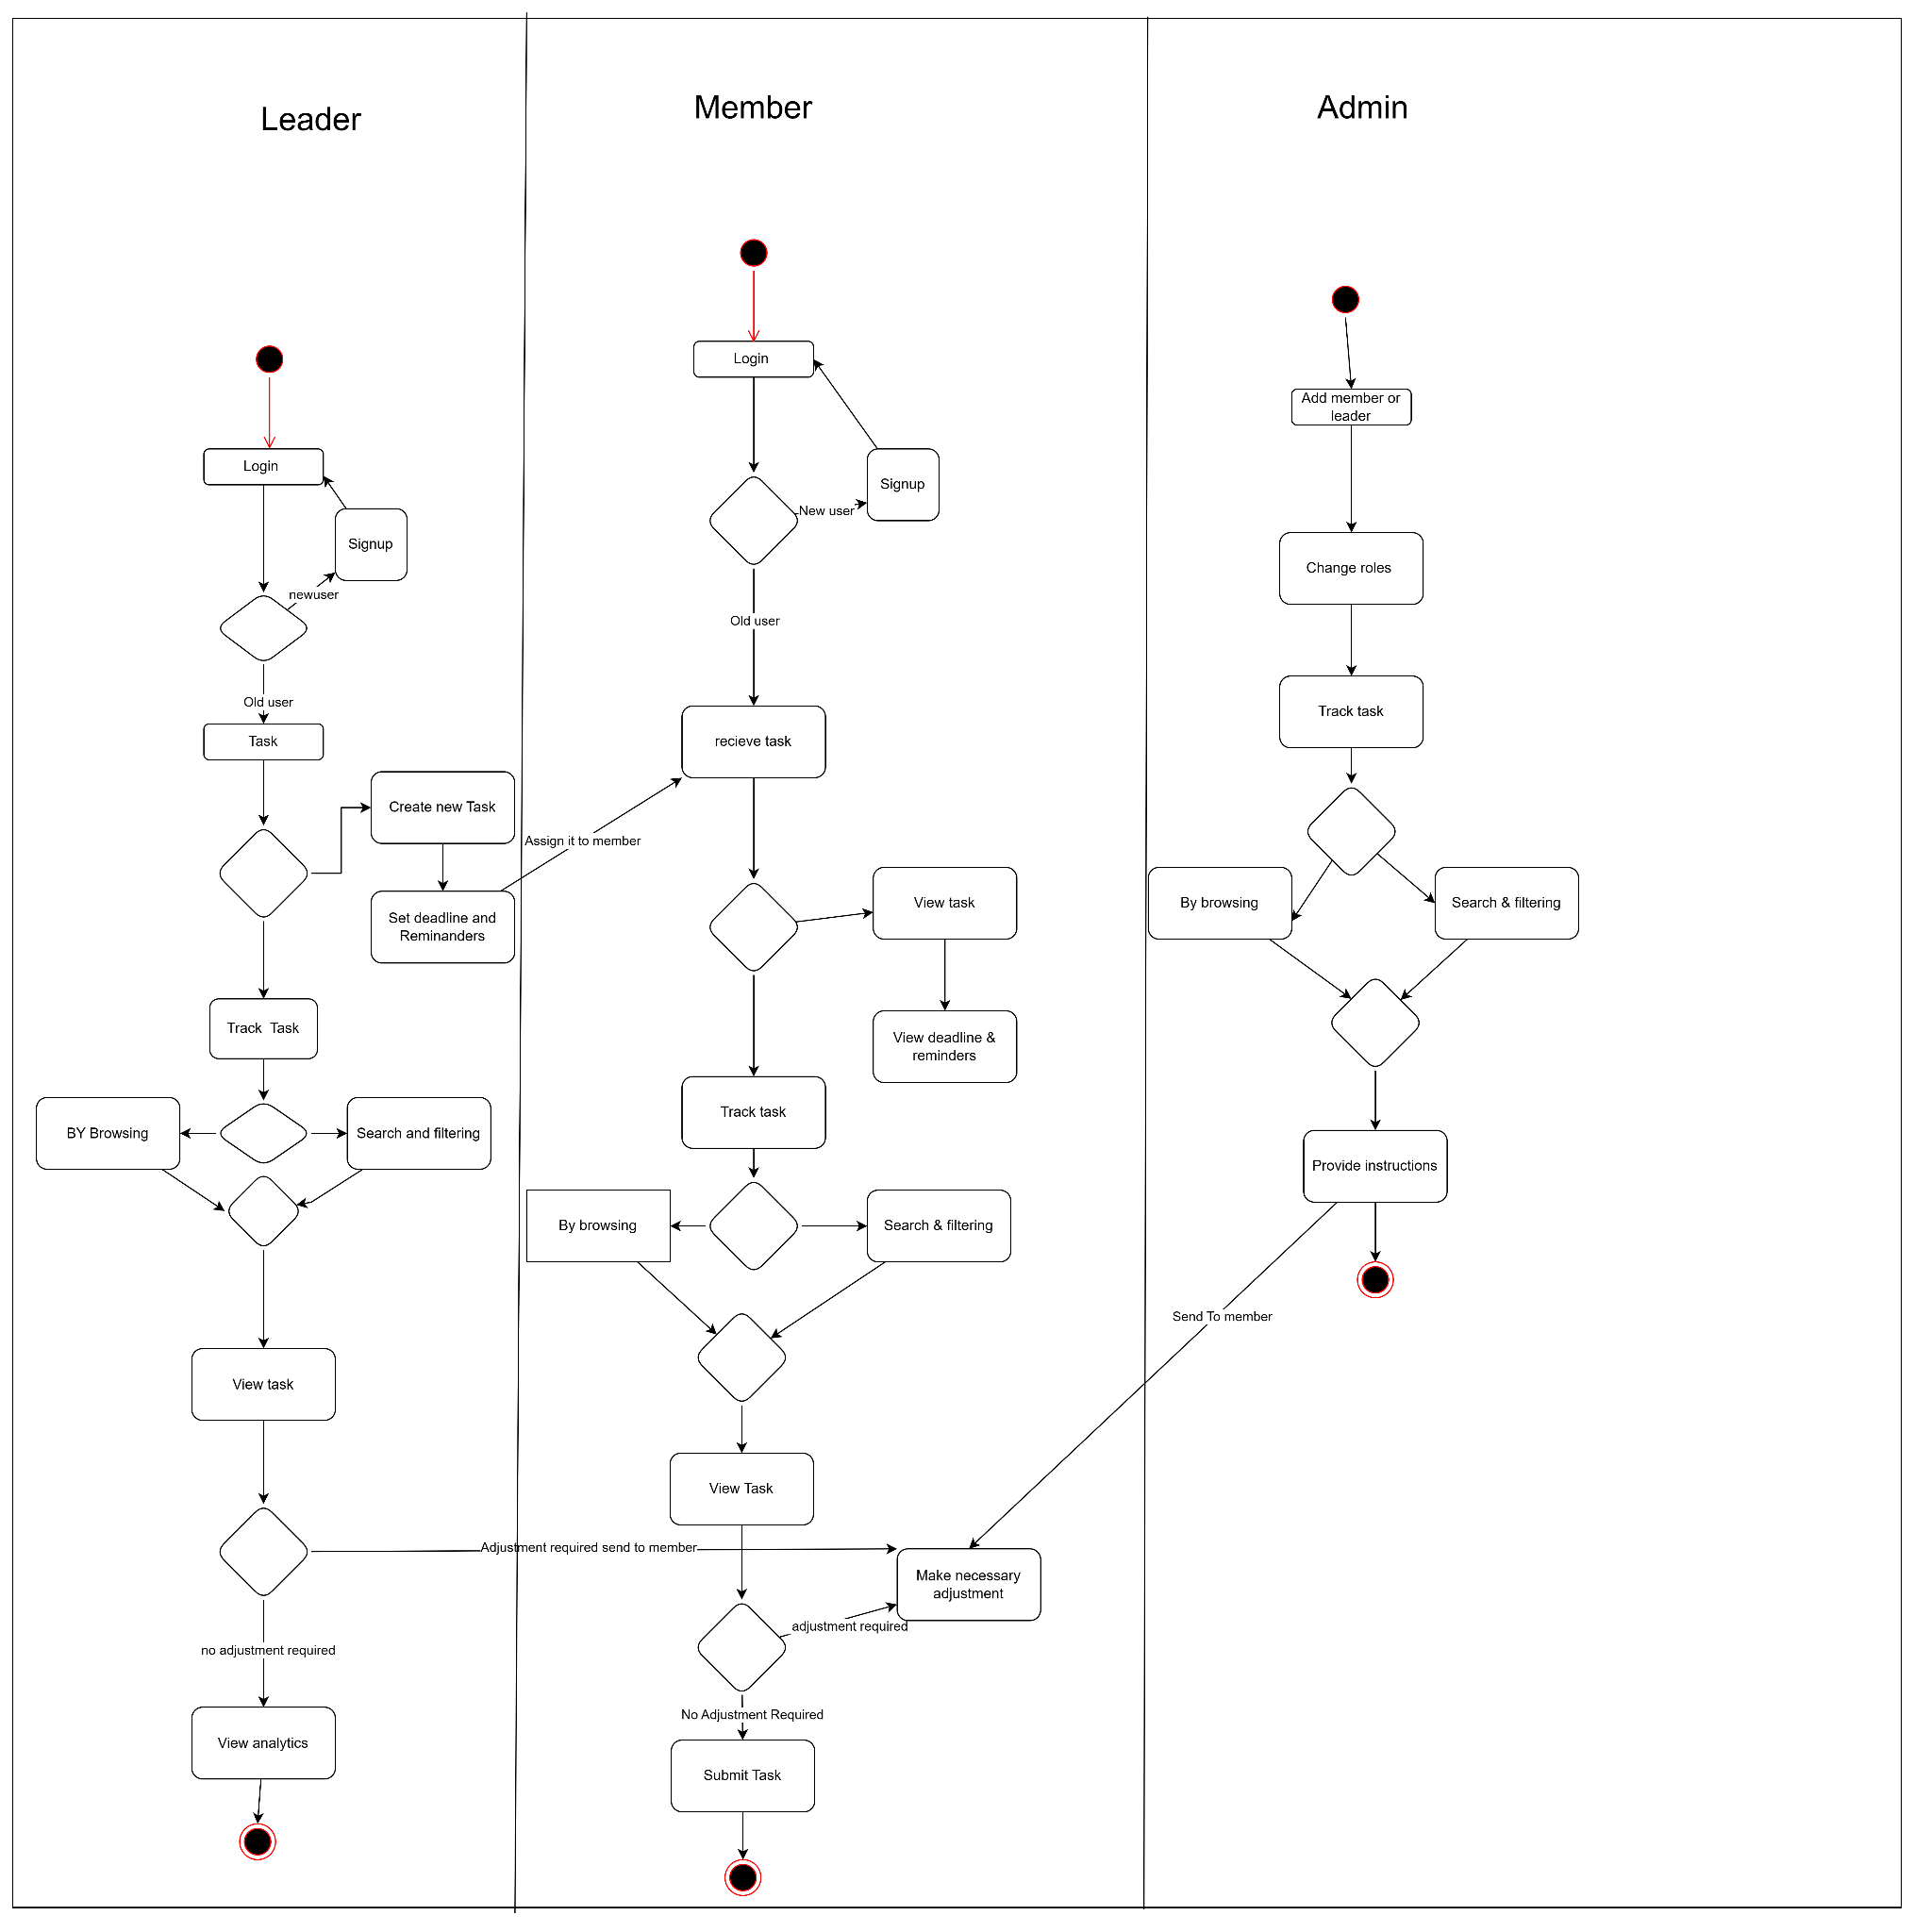 Leader
Member
Admin
Login
Signup
newuser
Old user
Task
Create new Task
Set deadline and
Reminanders
Assign it to member
Track  Task
BY Browsing
Search and filtering
View task
Adjustment required send to member
no adjustment required
View analytics
Login
New user
Signup
Old user
recieve task
View task
View deadline &
reminders
Track task
By browsing
Search & filtering
View Task
Make necessary
adjustment
adjustment required
No Adjustment Required
Submit Task
Add member or
leader
Change roles
Track task
By browsing
Search & filtering
Provide instructions
Send To member